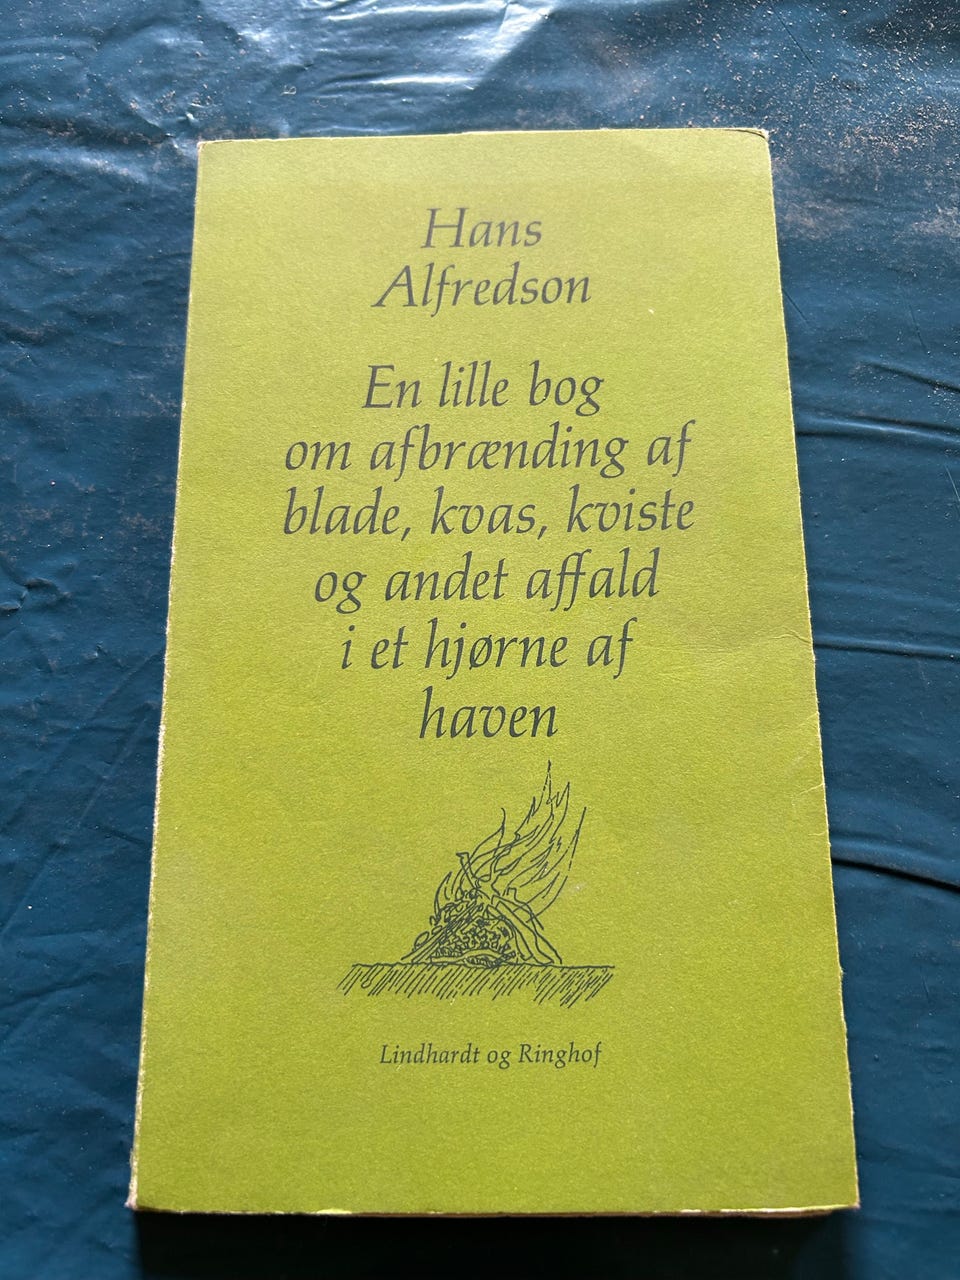 Hans
Alfredson
En lille bog
om afbrænding af
blade, kvas, kviste
og andet affald
i et hjørne af
haven
Lindhardt og Ringhof